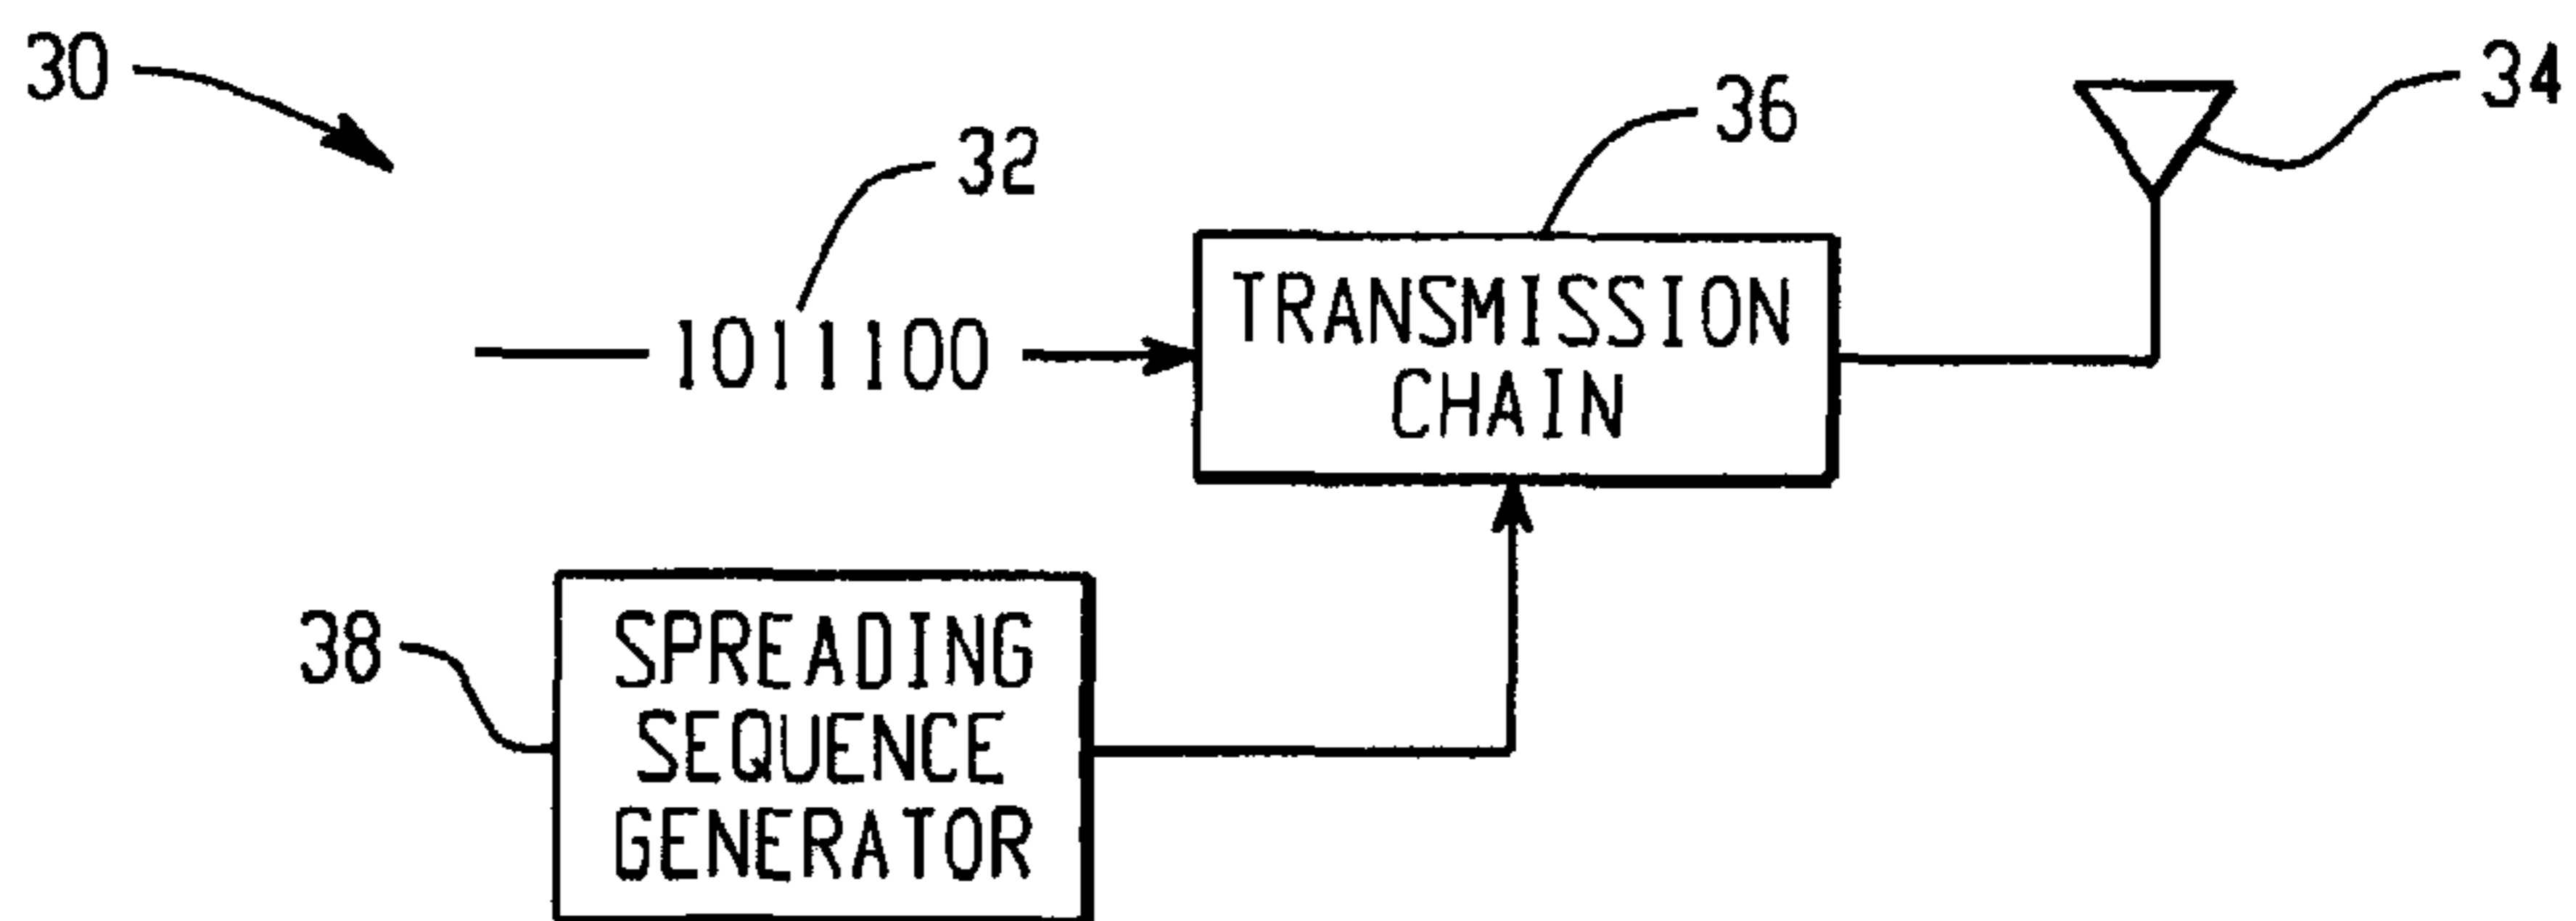 30
34
36
32
1011100
TRANSMISSION
CHAIN
38
SPREADING
SEQUENCE
GENERATOR